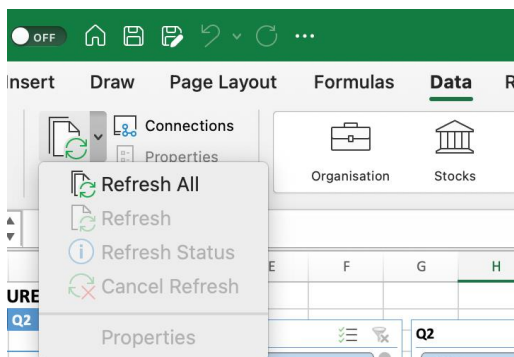 OFF
Insert Draw Page Layout Formulas Data R
Connections
Properties
Organisation Stocks
Refresh All
Refresh
Refresh Status
Cancel Refresh
Properties
E F G H
URE
Q2
Q2